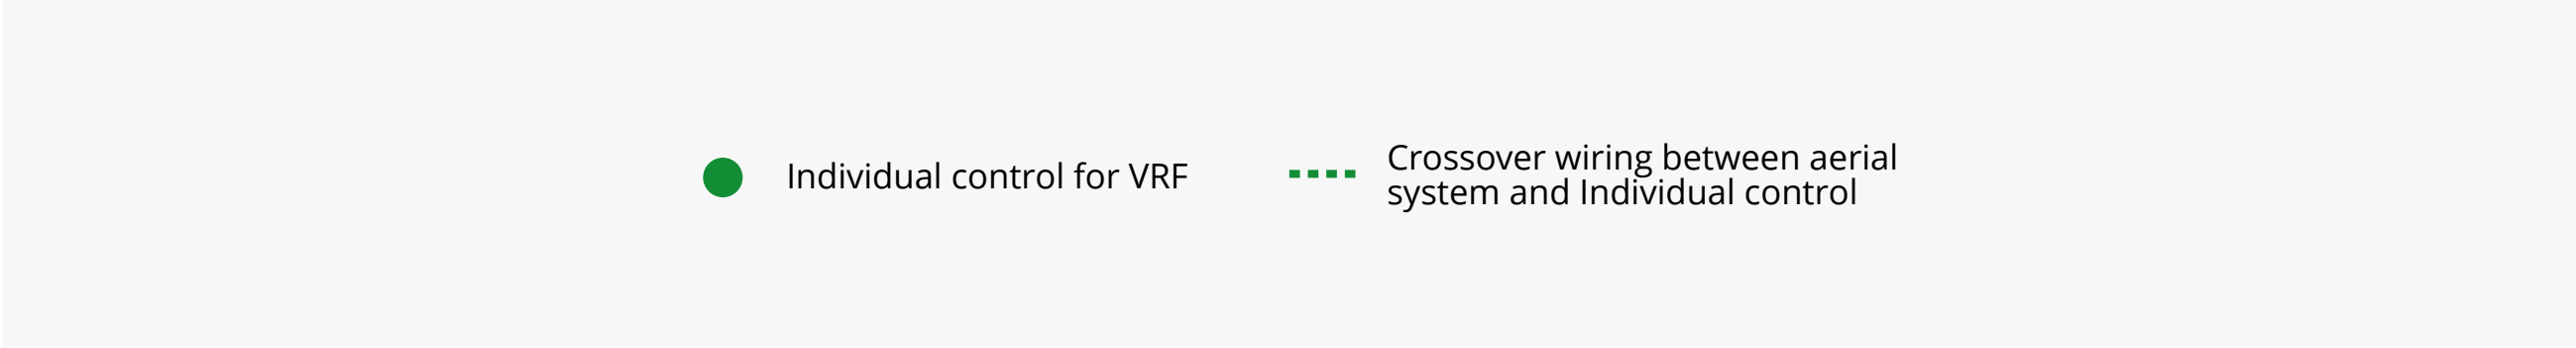 Individual control for VRF
Crossover wiring between aerial
system and Individual control